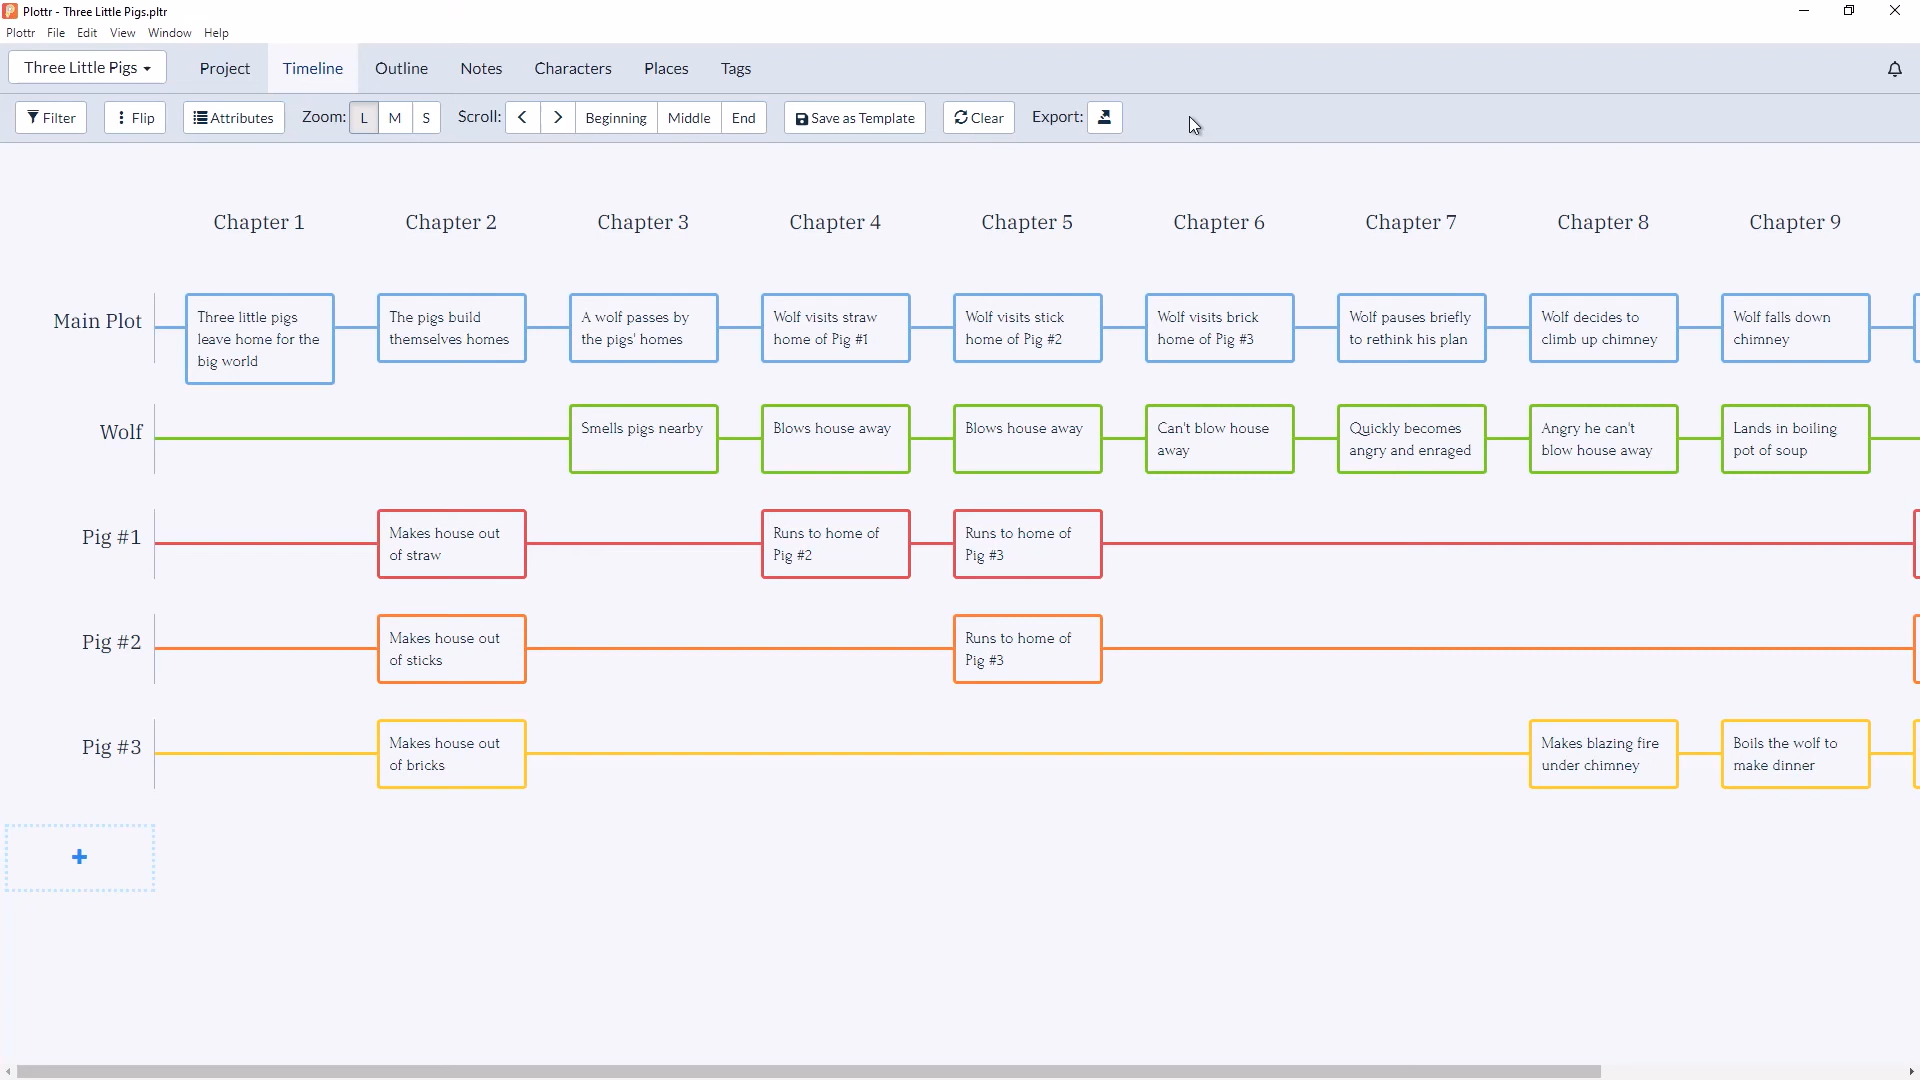 Plottr - Three Little Pigs.pltr
Plottr File Edit View Window Help
Three Little Pigs Project Timeline Outline Notes Characters Places Tags
Filter Flip Attributes Zoom: L M S Scroll: Beginning Middle End Save as Template Clear Export:
Chapter 1 Chapter 2 Chapter 3 Chapter 4 Chapter 5 Chapter 6 Chapter 7 Chapter 8 Chapter 9
Main Plot
Three little pigs
leave home for the
big world
The pigs build
themselves homes
A wolf passes by
the pigs' homes
Wolf visits straw
home of Pig #1
Wolf visits stick
home of Pig #2
Wolf visits brick
home of Pig #3
Wolf pauses briefly
to rethink his plan
Wolf decides to
climb up chimney
Wolf falls down
chimney
Wolf
Smells pigs nearby
Blows house away
Blows house away
Can't blow house
away
Quickly becomes
angry and enraged
Angry he can't
blow house away
Lands in boiling
pot of soup
Pig #1
Makes house out
of straw
Runs to home of
Pig #2
Runs to home of
Pig #3
Pig #2
Makes house out
of sticks
Runs to home of
Pig #3
Pig #3
Makes house out
of bricks
Makes blazing fire
under chimney
Boils the wolf to
make dinner